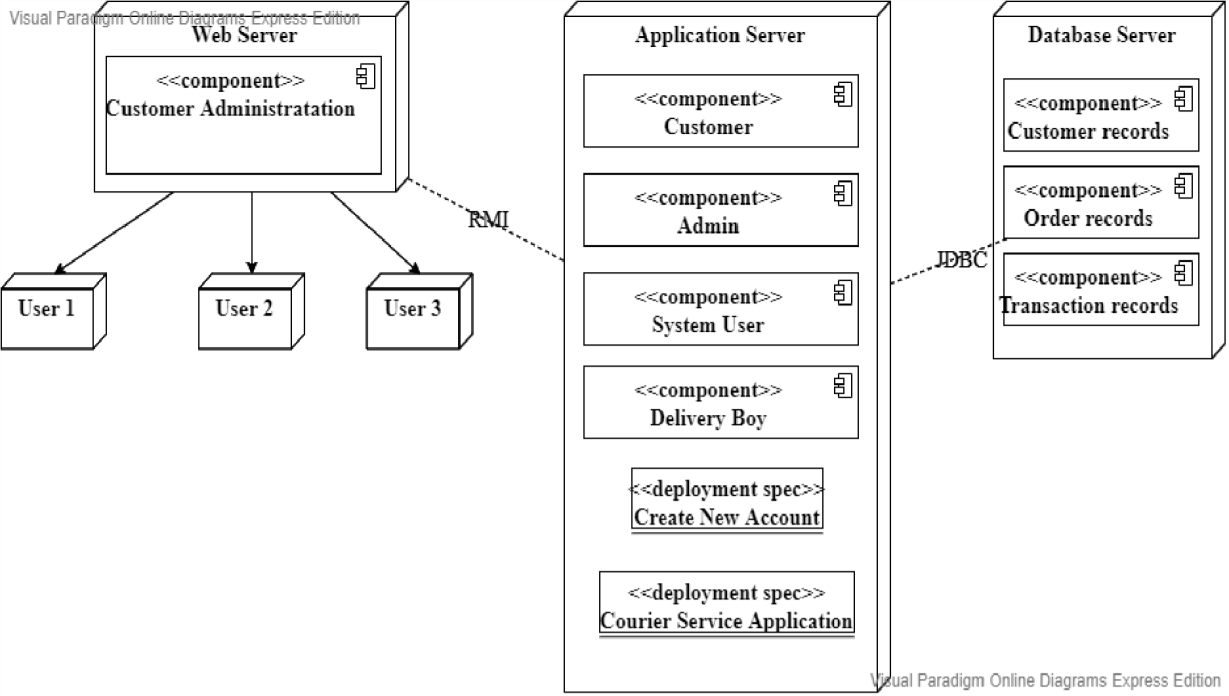 Visual Paradigm Online Diagrams Express Edition
Web Server
<<component>>
Customer Administratation
User 1
User 2
User 3
RMI
Application Server
<<component>>
Customer
<<component>>
Admin
<<component>>
System User
<<component>>
Delivery Boy
<<deployment spec>>
Create New Account
<<deployment spec>>
Courier Service Application
JDBC
Database Server
<<component>>
Customer records
<<component>>
Order records
<<component>>
Transaction records
Visual Paradigm Online Diagrams Express Edition